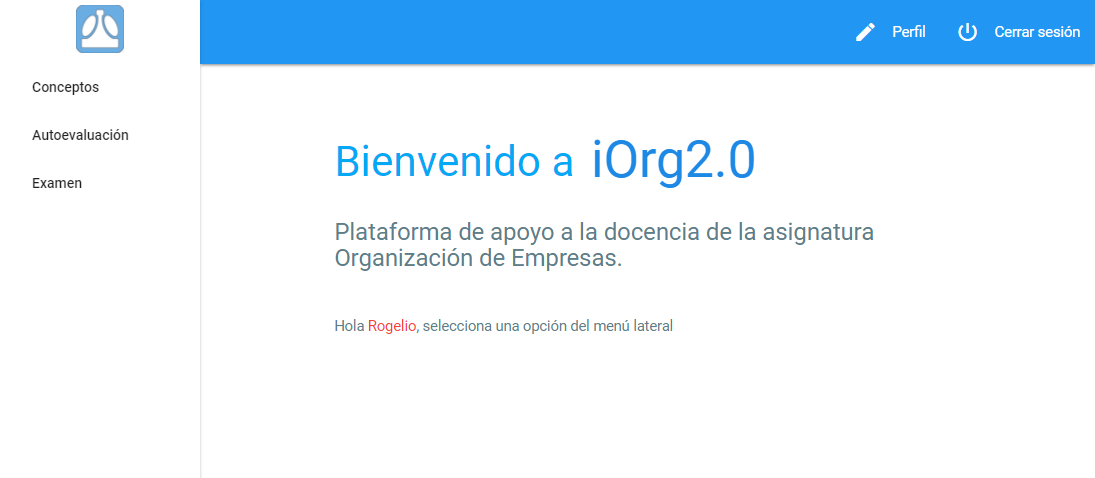 Perfil
Cerrar sesión
Conceptos
Autoevaluación
Examen
Bienvenido a iOrg2.0
Plataforma de apoyo a la docencia de la asignatura
Organización de Empresas.
Hola Rogelio, selecciona una opción del menú lateral